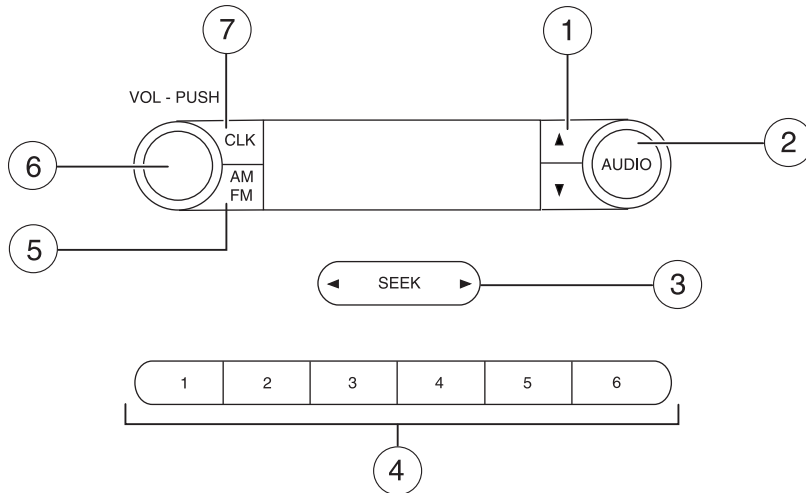 7
1
VOL - PUSH
CLK
▲
2
6
AUDIO
AM
FM
▼
5
◄ SEEK ►
3
1 2 3 4 5 6
4